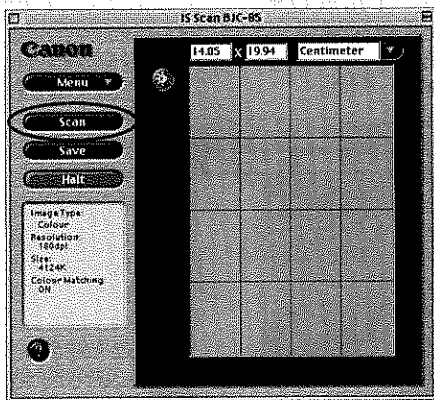 IS Scan BJC-85
Canon
14.05 x 19.94 Centimeter
Menu
Scan
Save
Halt
Image Type:
Colour
Resolution:
180dpi
Size:
4124K
Colour Matching:
ON
?